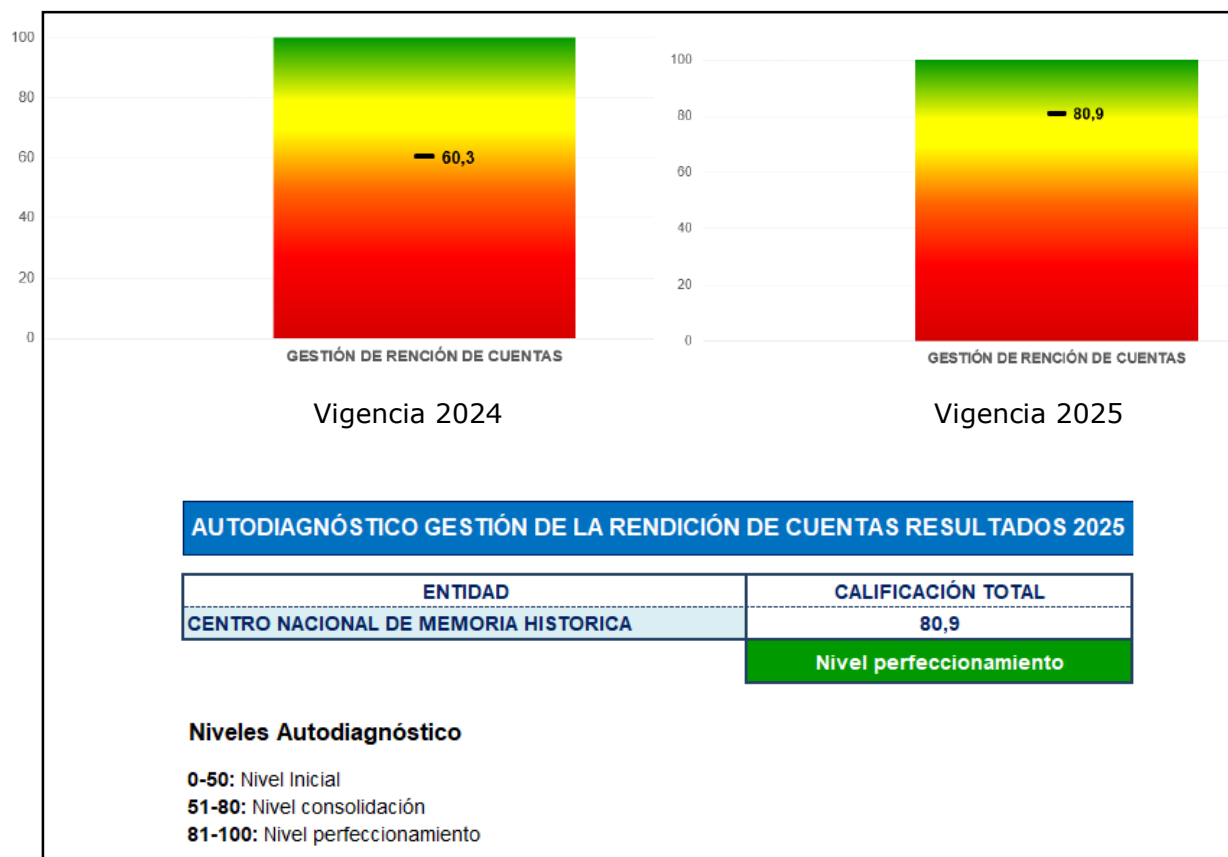 100
80
60
40
20
0
60,3
GESTIÓN DE RENCIÓN DE CUENTAS
Vigencia 2024
100
80
60
40
20
0
80,9
GESTIÓN DE RENCIÓN DE CUENTAS
Vigencia 2025
AUTODIAGNÓSTICO GESTIÓN DE LA RENDICIÓN DE CUENTAS RESULTADOS 2025
ENTIDAD CALIFICACIÓN TOTAL
CENTRO NACIONAL DE MEMORIA HISTORICA 80,9
Nivel perfeccionamiento
Niveles Autodiagnóstico
0-50: Nivel Inicial
51-80: Nivel consolidación
81-100: Nivel perfeccionamiento